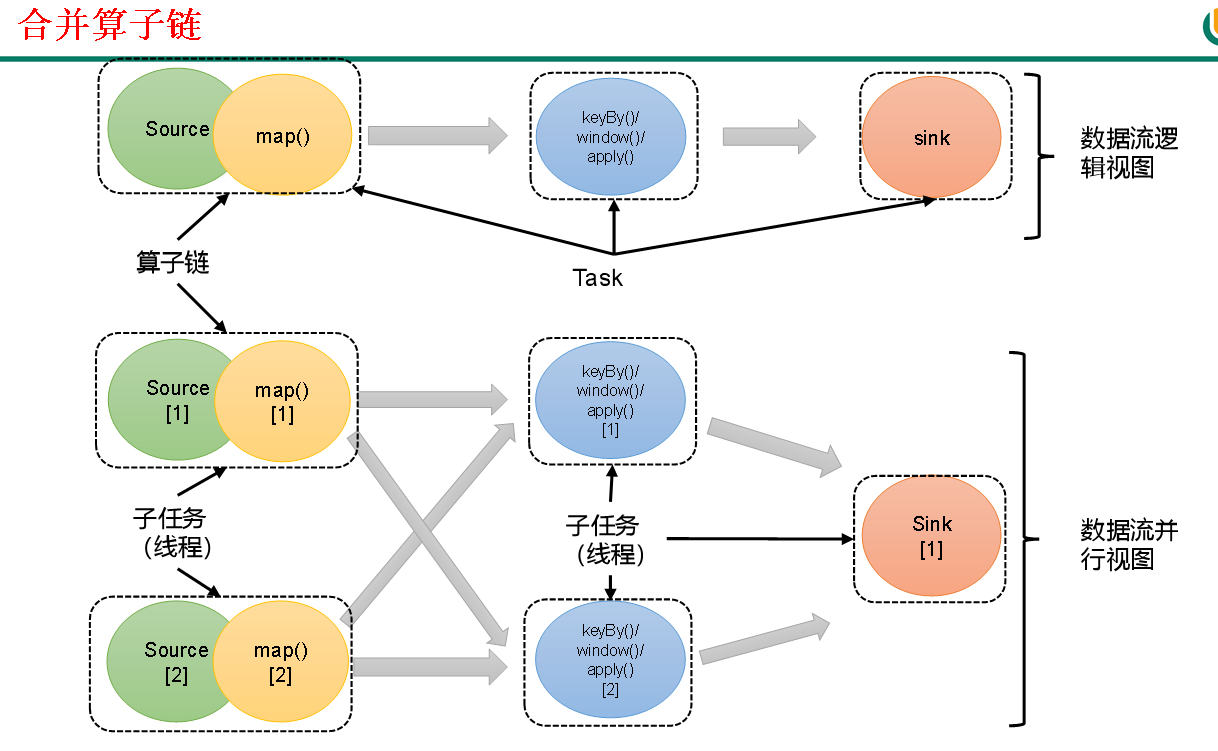 合并算子链
Source
map()
keyBy()/
window()/
apply()
sink
数据流逻
辑视图
算子链
Task
Source
[1]
map()
[1]
keyBy()/
window()/
apply()
[1]
子任务
（线程）
子任务
（线程）
Sink
[1]
数据流并
行视图
Source
[2]
map()
[2]
keyBy()/
window()/
apply()
[2]